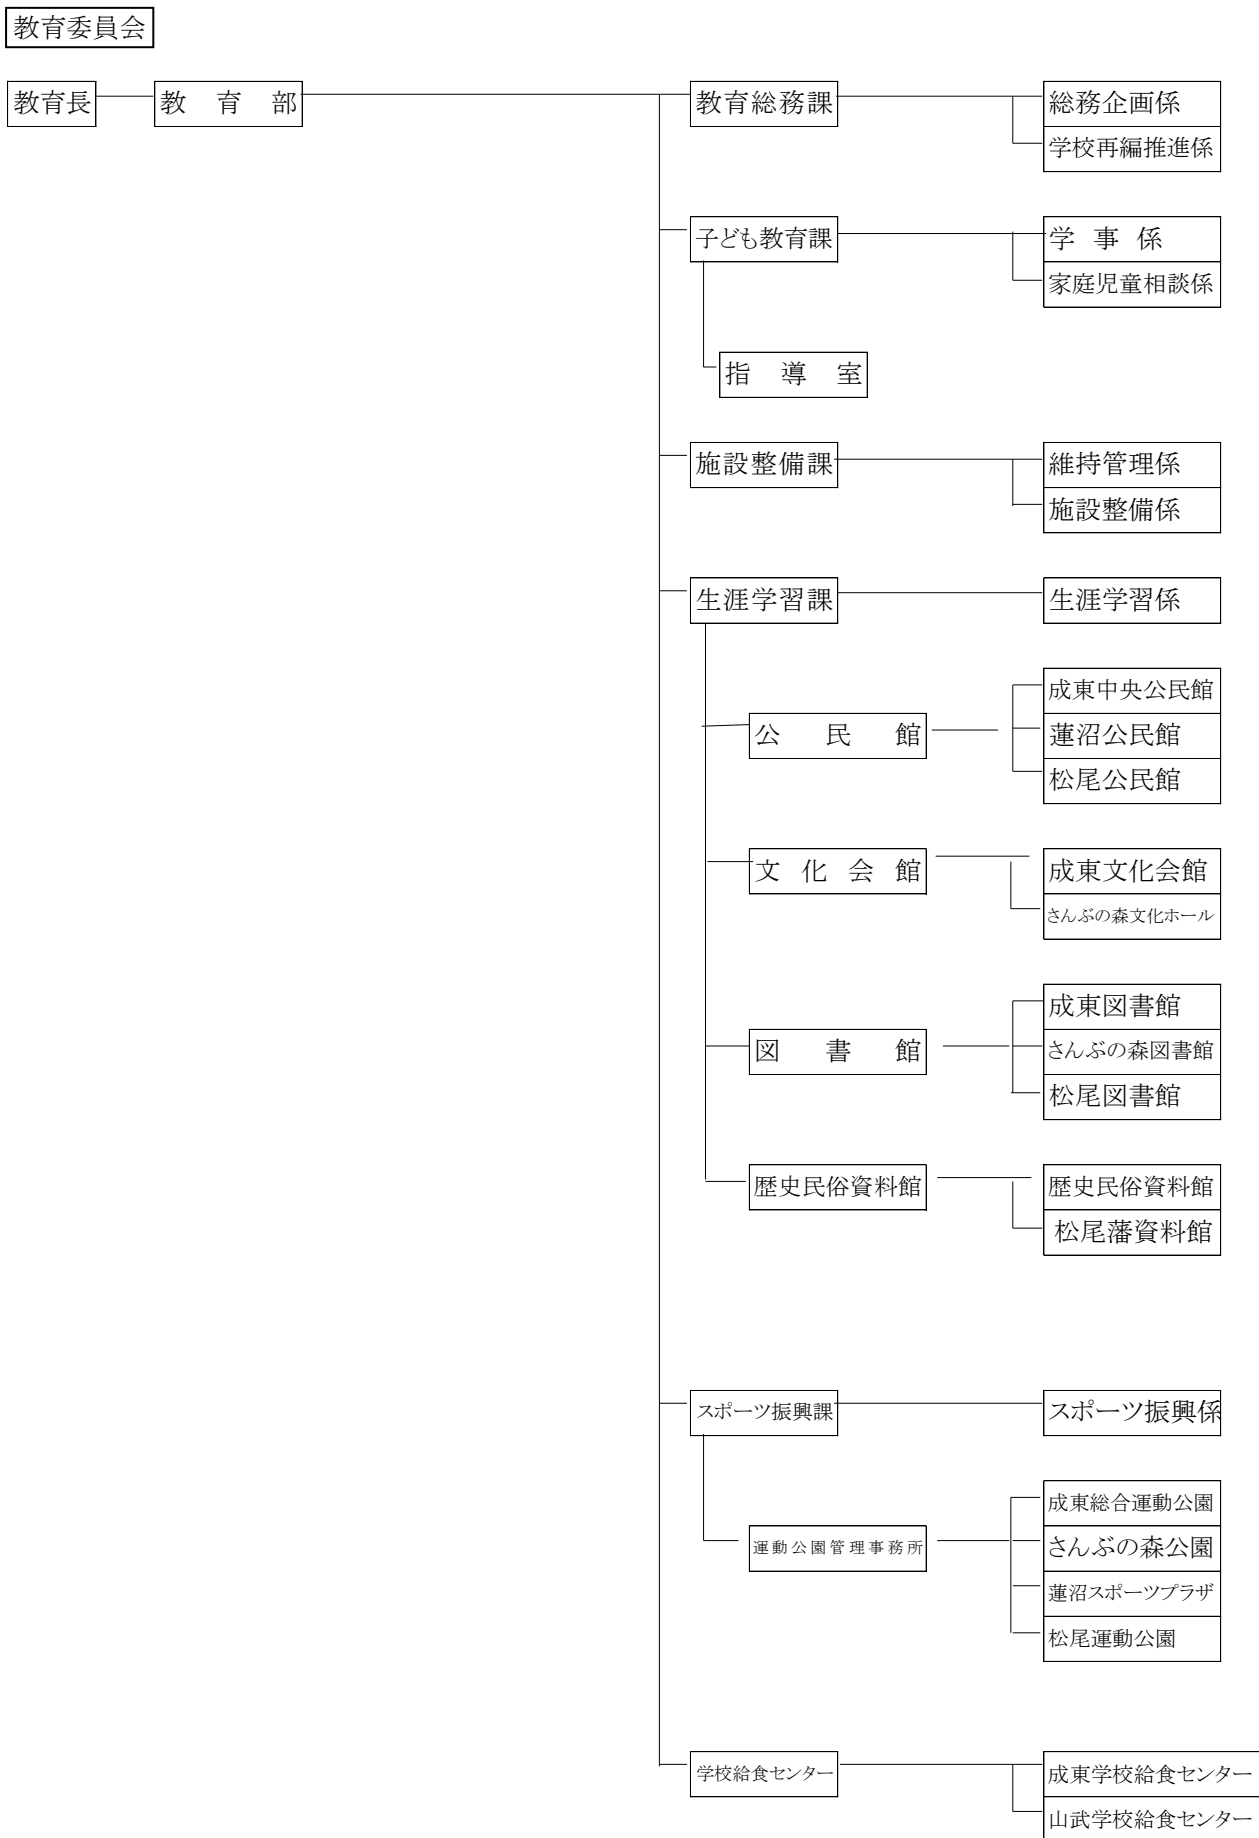 教育委員会
教育長 教育部 教育総務課 総務企画係
学校再編推進係
子ども教育課 学事係
家庭児童相談係
指導室
施設整備課 維持管理係
施設整備係
生涯学習課 生涯学習係
成東中央公民館
公民館 蓮沼公民館
松尾公民館
文化会館 成東文化会館
さんぶの森文化ホール
成東図書館
図書館 さんぶの森図書館
松尾図書館
歴史民俗資料館 歴史民俗資料館
松尾藩資料館
スポーツ振興課 スポーツ振興係
成東総合運動公園
運動公園管理事務所 さんぶの森公園
蓮沼スポーツプラザ
松尾運動公園
学校給食センター 成東学校給食センター
山武学校給食センター